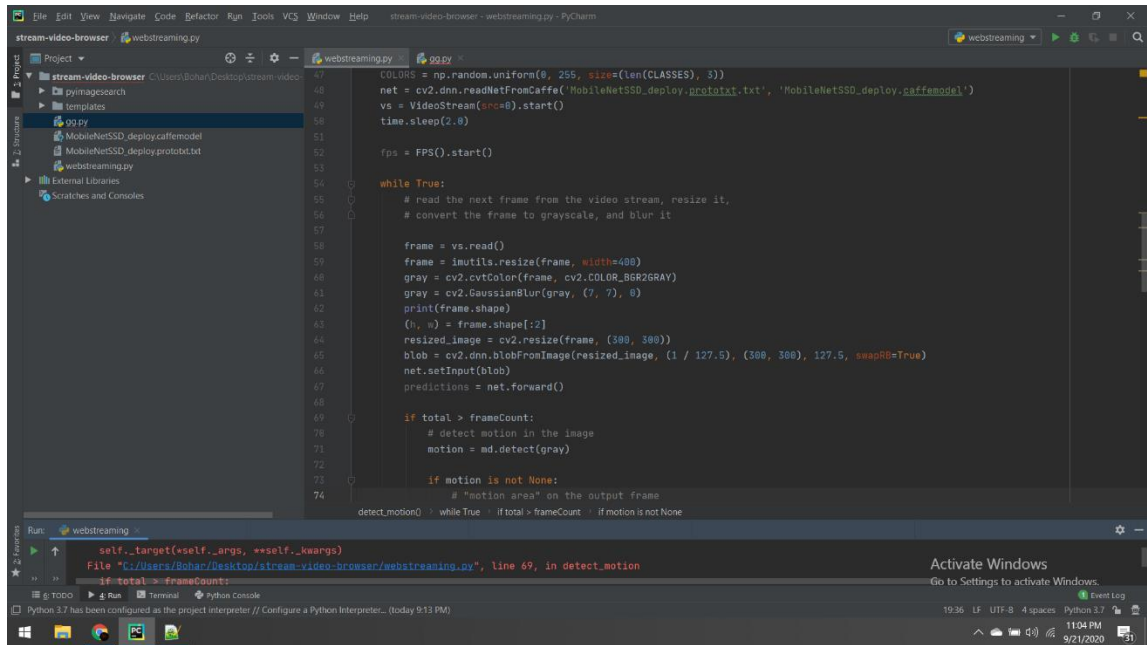 File Edit View Navigate Code Refactor Run Tools VCS Window Help stream-video-browser - webstreaming.py - PyCharm
stream-video-browser webstreaming.py webstreaming
Project webstreaming.py gg.py
1: Project
stream-video-browser C:\Users\Bohar\Desktop\stream-video-
pyimagesearch
templates
gg.py
MobileNetSSD_deploy.caffemodel
MobileNetSSD_deploy.prototxt.txt
webstreaming.py
External Libraries
Scratches and Consoles
Z: Structure
47 COLORS = np.random.uniform(0, 255, size=(len(CLASSES), 3))
48 net = cv2.dnn.readNetFromCaffe('MobileNetSSD_deploy.prototxt.txt', 'MobileNetSSD_deploy.caffemodel')
49 vs = VideoStream(src=0).start()
50 time.sleep(2.0)
51
52 fps = FPS().start()
53
54 while True:
55 # read the next frame from the video stream, resize it,
56 # convert the frame to grayscale, and blur it
57
58 frame = vs.read()
59 frame = imutils.resize(frame, width=400)
60 gray = cv2.cvtColor(frame, cv2.COLOR_BGR2GRAY)
61 gray = cv2.GaussianBlur(gray, (7, 7), 0)
62 print(frame.shape)
63 (h, w) = frame.shape[:2]
64 resized_image = cv2.resize(frame, (300, 300))
65 blob = cv2.dnn.blobFromImage(resized_image, (1 / 127.5), (300, 300), 127.5, swapRB=True)
66 net.setInput(blob)
67 predictions = net.forward()
68
69 if total > frameCount:
70 # detect motion in the image
71 motion = md.detect(gray)
72
73 if motion is not None:
74 # "motion area" on the output frame
detect_motion() while True if total > frameCount if motion is not None
Run: webstreaming
2: Favorites
self._target(*self._args, **self._kwargs)
File "C:/Users/Bohar/Desktop/stream-video-browser/webstreaming.py", line 69, in detect_motion
if total > frameCount:
Activate Windows
Go to Settings to activate Windows.
6: TODO 4: Run Terminal Python Console 1 Event Log
Python 3.7 has been configured as the project interpreter // Configure a Python Interpreter... (today 9:13 PM) 19:36 LF UTF-8 4 spaces Python 3.7
PC
11:04 PM
9/21/2020
31